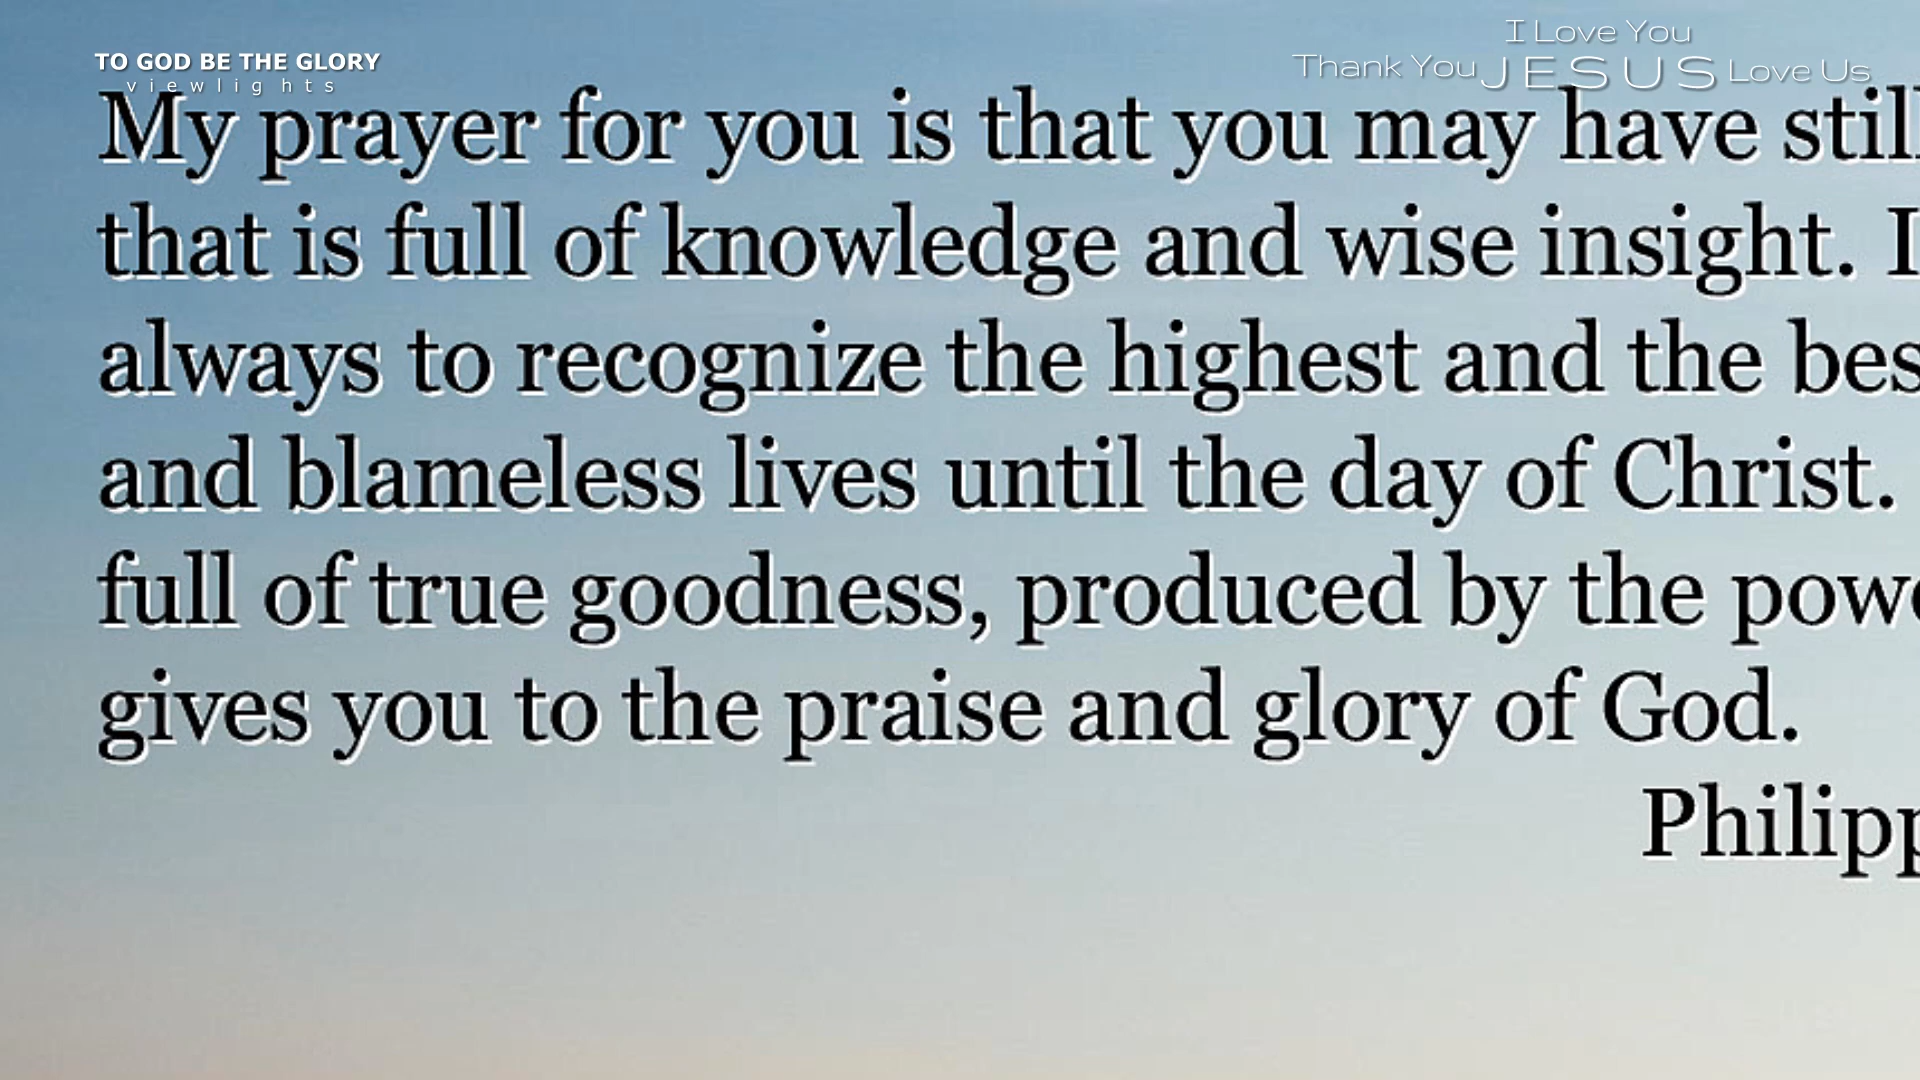 TO GOD BE THE GLORY
viewlights
I Love You
Thank You JESUS Love Us
My prayer for you is that you may have still
that is full of knowledge and wise insight. I
always to recognize the highest and the bes
and blameless lives until the day of Christ.
full of true goodness, produced by the powe
gives you to the praise and glory of God.
Philipp